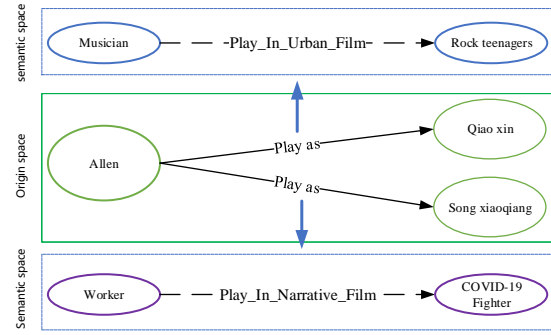 semantic space
Musician
Play_In_Urban_Film
Rock teenagers
Origin space
Allen
Play as
Qiao xin
Play as
Song xiaoqiang
Semantic space
Worker
Play_In_Narrative_Film
COVID-19
Fighter